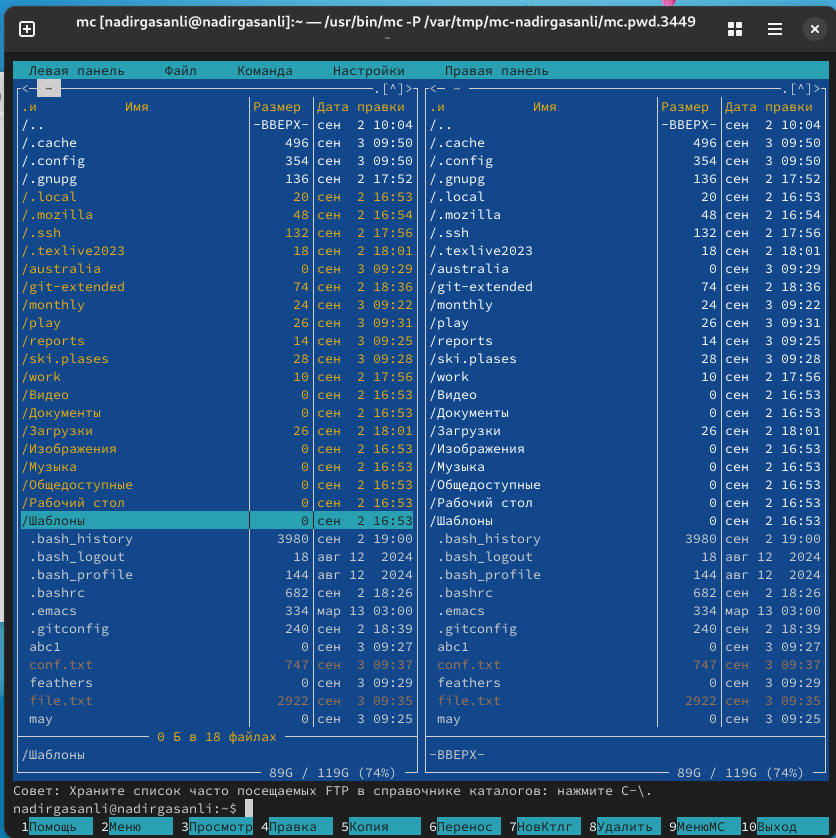 mc [nadirgasanli@nadirgasanli]:~ — /usr/bin/mc -P /var/tmp/mc-nadirgasanli/mc.pwd.3449
~
Левая панель Файл Команда Настройки Правая панель
<─ ~ .[^]> <─ ~ .[^]>
.и Имя Размер Дата правки .и Имя Размер Дата правки
/.. -ВВЕРХ- сен 2 10:04 /.. -ВВЕРХ- сен 2 10:04
/.cache 496 сен 3 09:50 /.cache 496 сен 3 09:50
/.config 354 сен 3 09:50 /.config 354 сен 3 09:50
/.gnupg 136 сен 2 17:52 /.gnupg 136 сен 2 17:52
/.local 20 сен 2 16:53 /.local 20 сен 2 16:53
/.mozilla 48 сен 2 16:54 /.mozilla 48 сен 2 16:54
/.ssh 132 сен 2 17:56 /.ssh 132 сен 2 17:56
/.texlive2023 18 сен 2 18:01 /.texlive2023 18 сен 2 18:01
/australia 0 сен 3 09:29 /australia 0 сен 3 09:29
/git-extended 74 сен 2 18:36 /git-extended 74 сен 2 18:36
/monthly 24 сен 3 09:22 /monthly 24 сен 3 09:22
/play 26 сен 3 09:31 /play 26 сен 3 09:31
/reports 14 сен 3 09:25 /reports 14 сен 3 09:25
/ski.plases 28 сен 3 09:28 /ski.plases 28 сен 3 09:28
/work 10 сен 2 17:56 /work 10 сен 2 17:56
/Видео 0 сен 2 16:53 /Видео 0 сен 2 16:53
/Документы 0 сен 2 16:53 /Документы 0 сен 2 16:53
/Загрузки 26 сен 2 18:01 /Загрузки 26 сен 2 18:01
/Изображения 0 сен 2 16:53 /Изображения 0 сен 2 16:53
/Музыка 0 сен 2 16:53 /Музыка 0 сен 2 16:53
/Общедоступные 0 сен 2 16:53 /Общедоступные 0 сен 2 16:53
/Рабочий стол 0 сен 2 16:53 /Рабочий стол 0 сен 2 16:53
/Шаблоны 0 сен 2 16:53 /Шаблоны 0 сен 2 16:53
.bash_history 3980 сен 2 19:00 .bash_history 3980 сен 2 19:00
.bash_logout 18 авг 12 2024 .bash_logout 18 авг 12 2024
.bash_profile 144 авг 12 2024 .bash_profile 144 авг 12 2024
.bashrc 682 сен 2 18:26 .bashrc 682 сен 2 18:26
.emacs 334 мар 13 03:00 .emacs 334 мар 13 03:00
.gitconfig 240 сен 2 18:39 .gitconfig 240 сен 2 18:39
abc1 0 сен 3 09:27 abc1 0 сен 3 09:27
conf.txt 747 сен 3 09:37 conf.txt 747 сен 3 09:37
feathers 0 сен 3 09:29 feathers 0 сен 3 09:29
file.txt 2922 сен 3 09:35 file.txt 2922 сен 3 09:35
may 0 сен 3 09:25 may 0 сен 3 09:25
0 Б в 18 файлах
/Шаблоны -ВВЕРХ-
89G / 119G (74%) 89G / 119G (74%)
Совет: Храните список часто посещаемых FTP в справочнике каталогов: нажмите C-\.
nadirgasanli@nadirgasanli:~$
1Помощь 2Меню 3Просмотр 4Правка 5Копия 6Перенос 7НовКтлг 8Удалить 9МенюМС 10Выход